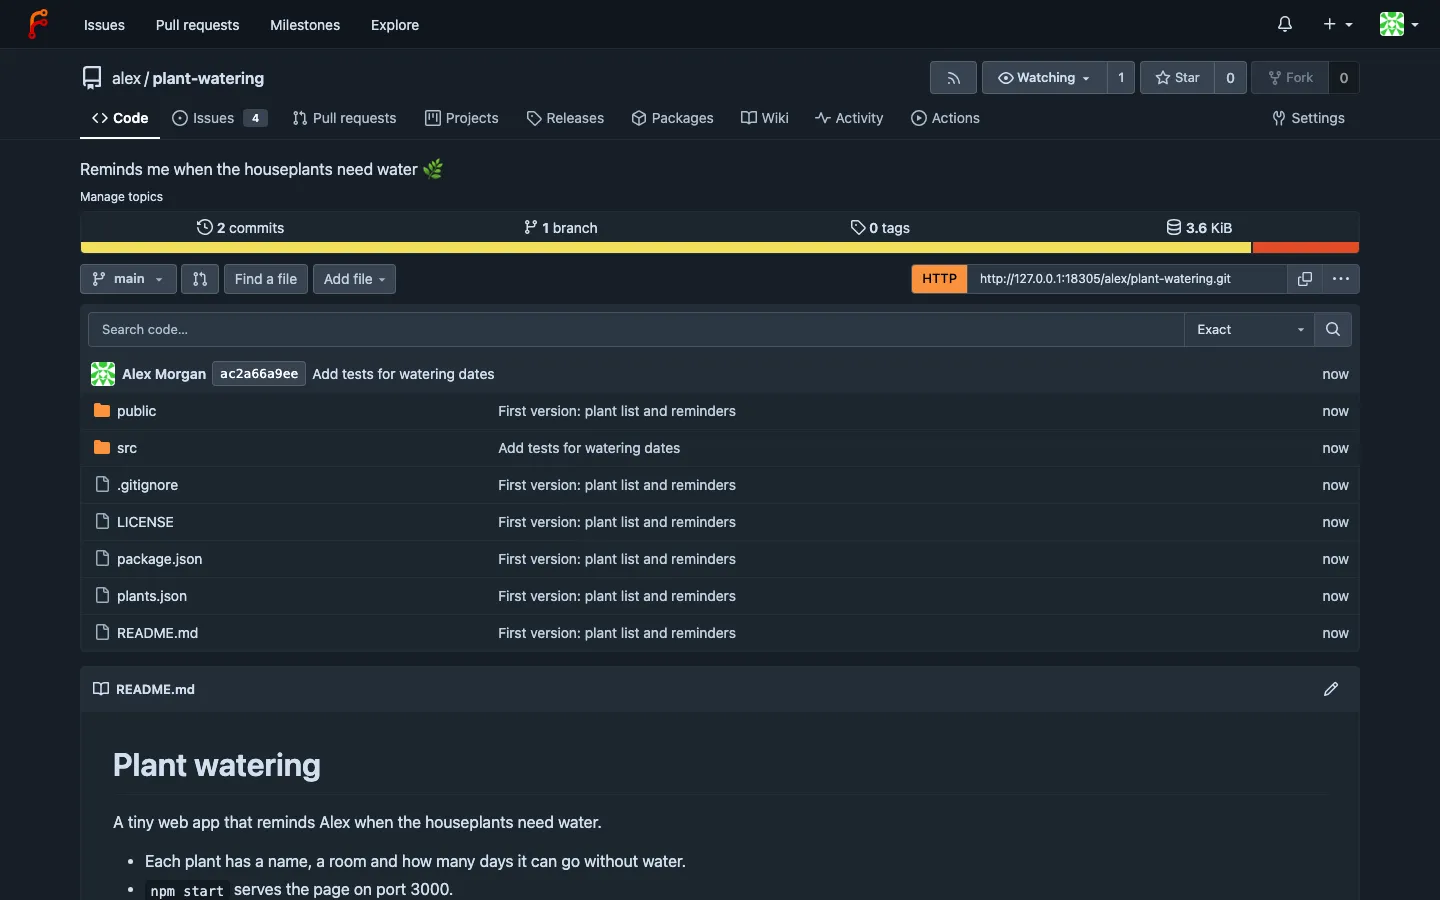 Issues Pull requests Milestones Explore
alex / plant-watering
Watching 1 Star 0 Fork 0
Code Issues 4 Pull requests Projects Releases Packages Wiki Activity Actions Settings
Reminds me when the houseplants need water 🌿
Manage topics
2 commits 1 branch 0 tags 3.6 KiB
main Find a file Add file HTTP http://127.0.0.1:18305/alex/plant-watering.git
Search code... Exact
Alex Morgan ac2a66a9ee Add tests for watering dates now
public First version: plant list and reminders now
src Add tests for watering dates now
.gitignore First version: plant list and reminders now
LICENSE First version: plant list and reminders now
package.json First version: plant list and reminders now
plants.json First version: plant list and reminders now
README.md First version: plant list and reminders now
README.md
Plant watering
A tiny web app that reminds Alex when the houseplants need water.
• Each plant has a name, a room and how many days it can go without water.
• npm start serves the page on port 3000.